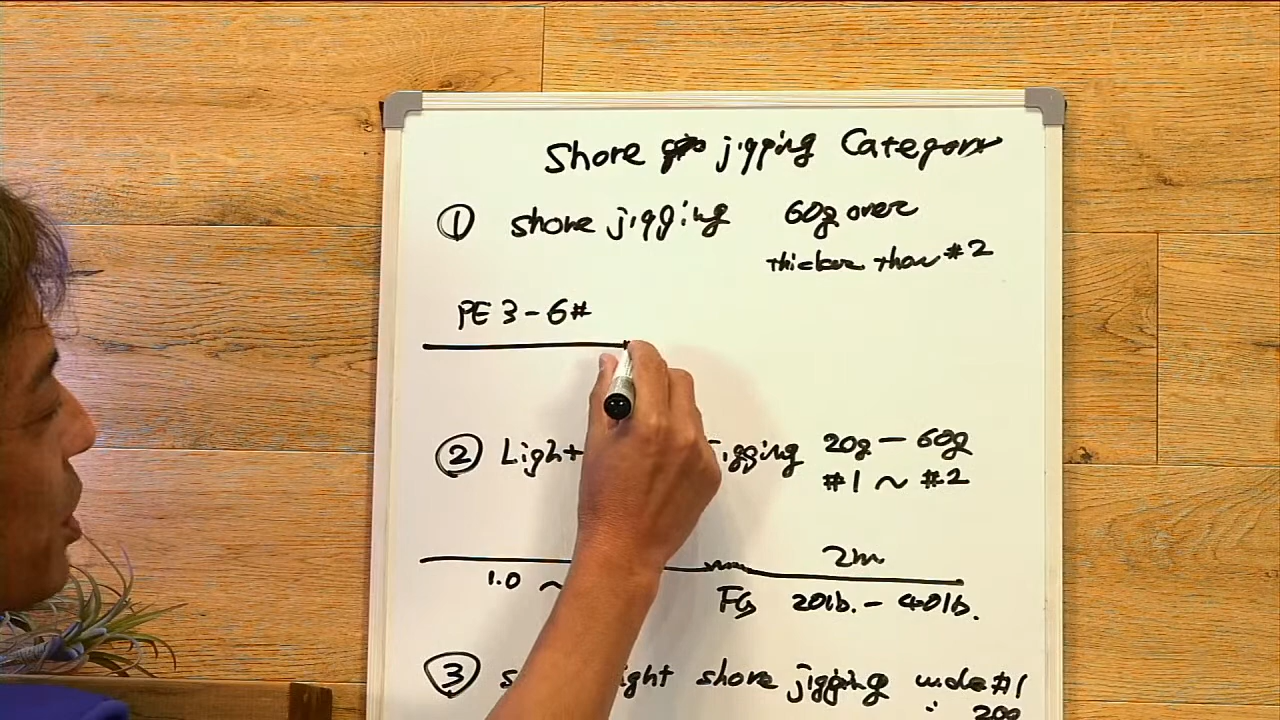 Shore jigging Category
① shore jigging 60g over
thicker than #2
PE 3-6#
② Light jigging 20g - 60g
#1 ~ #2
2m
1.0 ~
FG 20lb. - 40lb.
③ light shore jigging under #1
200